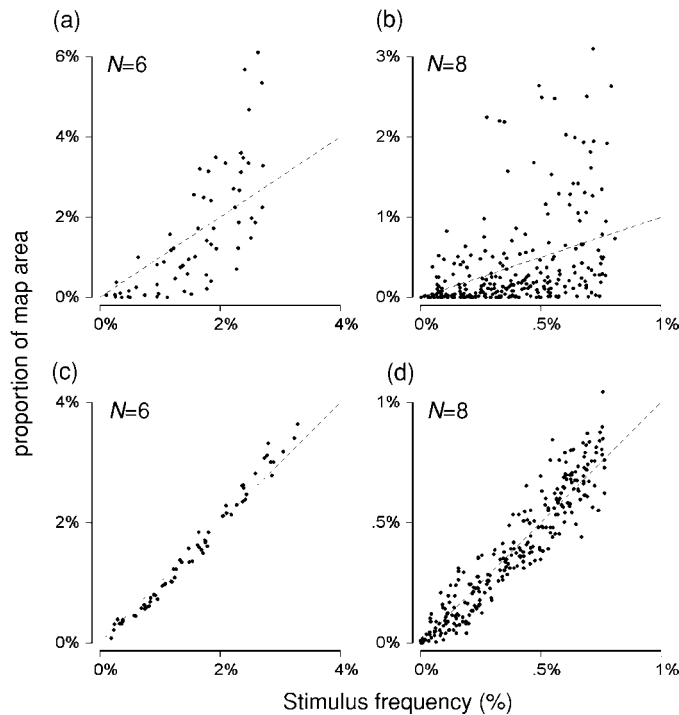 (a)
N=6
6%
4%
2%
0%
0%
2%
4%
(b)
N=8
3%
2%
1%
0%
0%
.5%
1%
(c)
N=6
4%
2%
0%
0%
2%
4%
(d)
N=8
1%
.5%
0%
0%
.5%
1%
proportion of map area
Stimulus frequency (%)